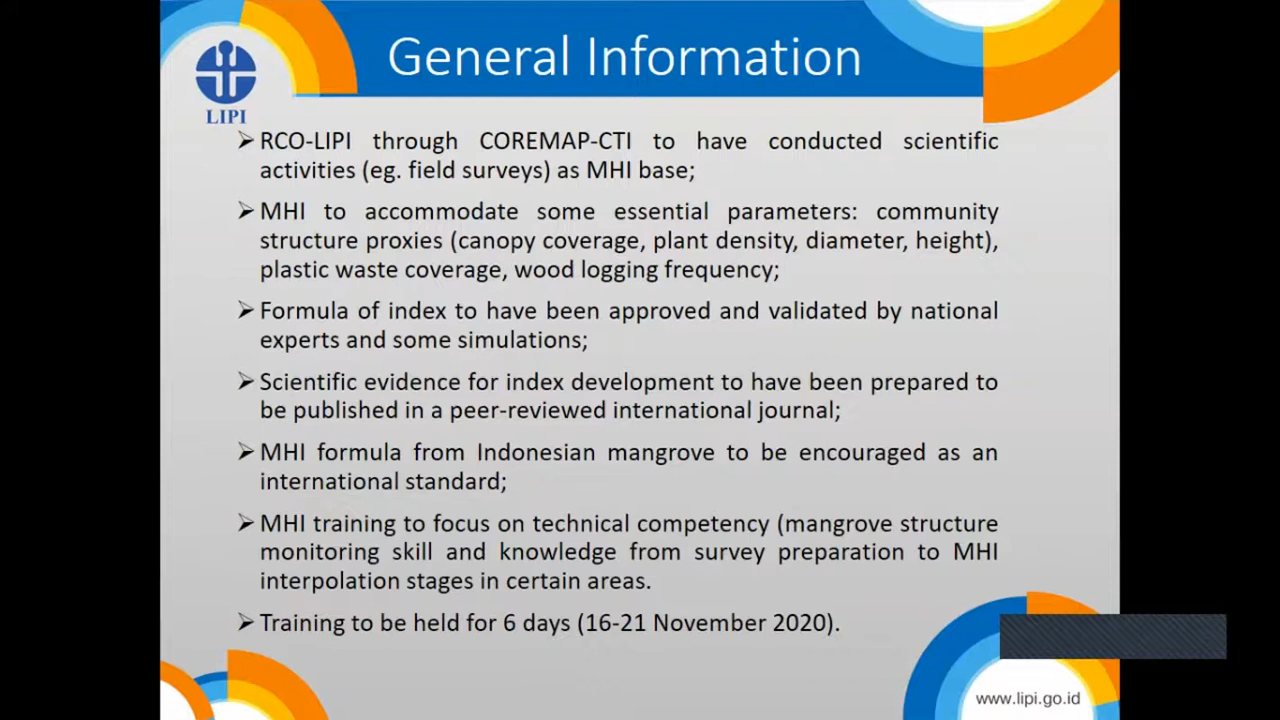 General Information
LIPI
RCO-LIPI through COREMAP-CTI to have conducted scientific
activities (eg. field surveys) as MHI base;
MHI to accommodate some essential parameters: community
structure proxies (canopy coverage, plant density, diameter, height),
plastic waste coverage, wood logging frequency;
Formula of index to have been approved and validated by national
experts and some simulations;
Scientific evidence for index development to have been prepared to
be published in a peer-reviewed international journal;
MHI formula from Indonesian mangrove to be encouraged as an
international standard;
MHI training to focus on technical competency (mangrove structure
monitoring skill and knowledge from survey preparation to MHI
interpolation stages in certain areas.
Training to be held for 6 days (16-21 November 2020).
www.lipi.go.id